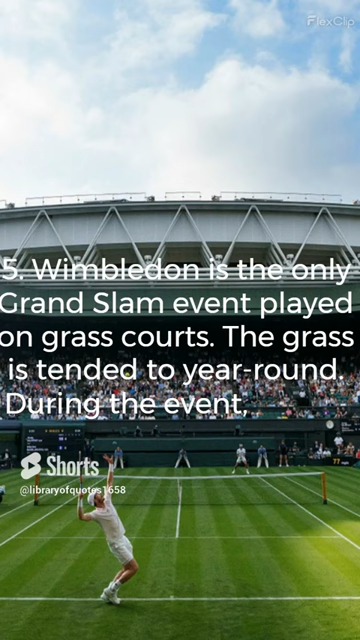 FlexClip
5. Wimbledon is the only
Grand Slam event played
on grass courts. The grass
is tended to year-round.
During the event,
Shorts
@libraryofquotes1658